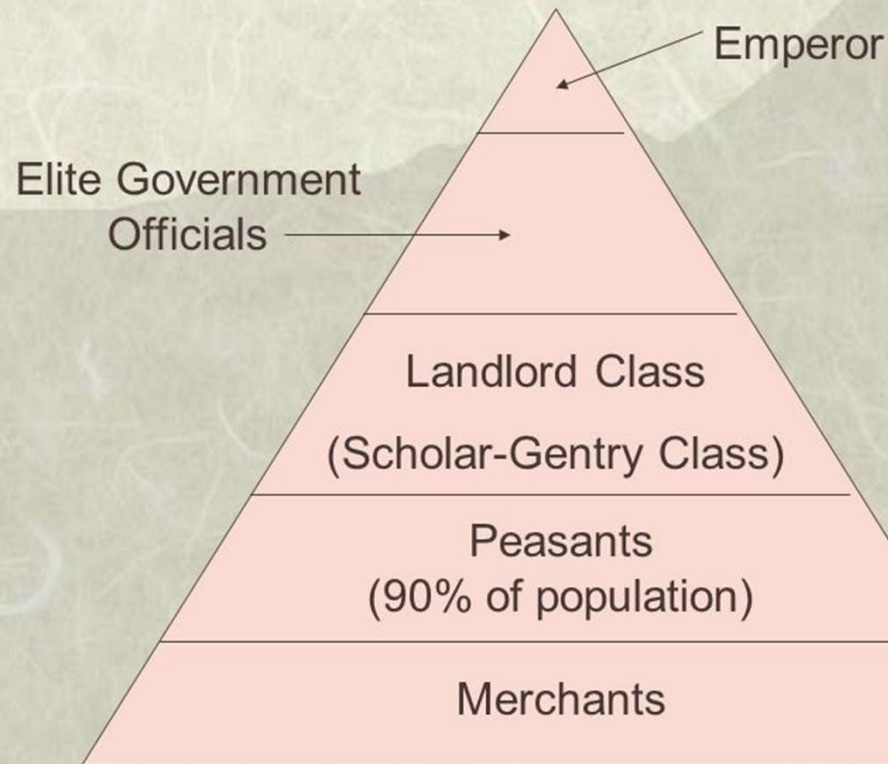 Emperor
Elite Government
Officials
Landlord Class
(Scholar-Gentry Class)
Peasants
(90% of population)
Merchants